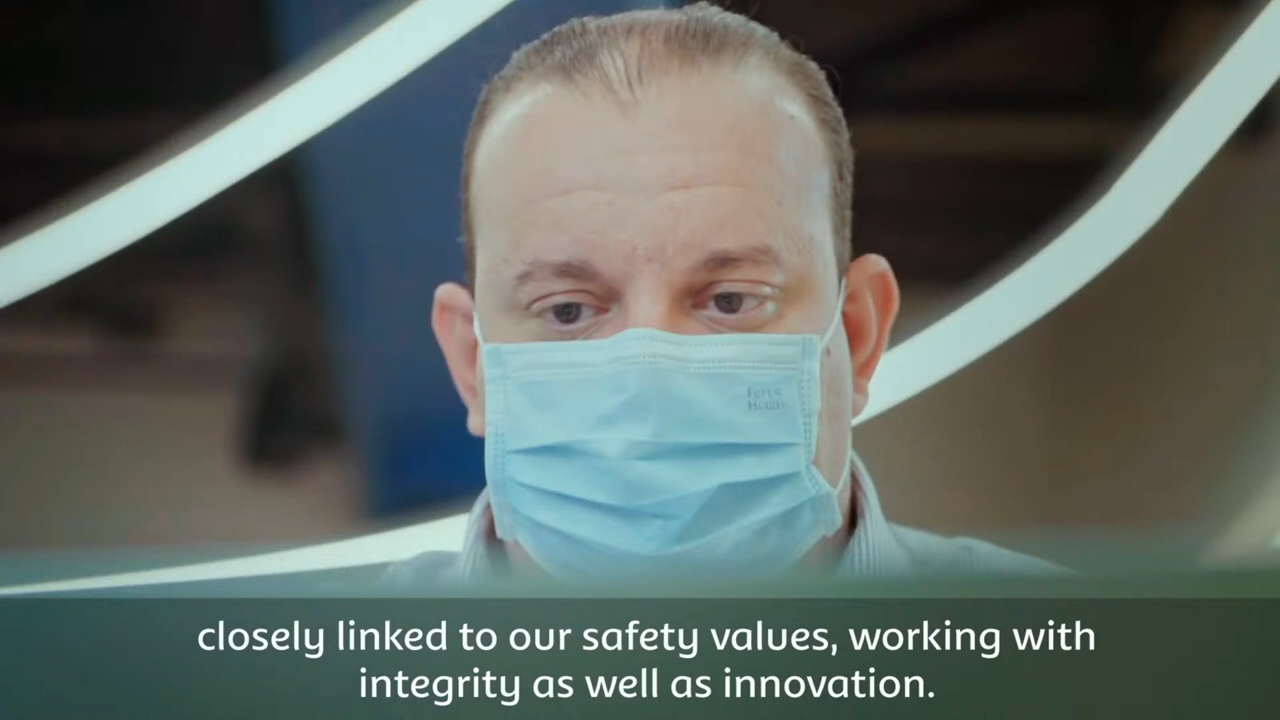 closely linked to our safety values, working with
integrity as well as innovation.